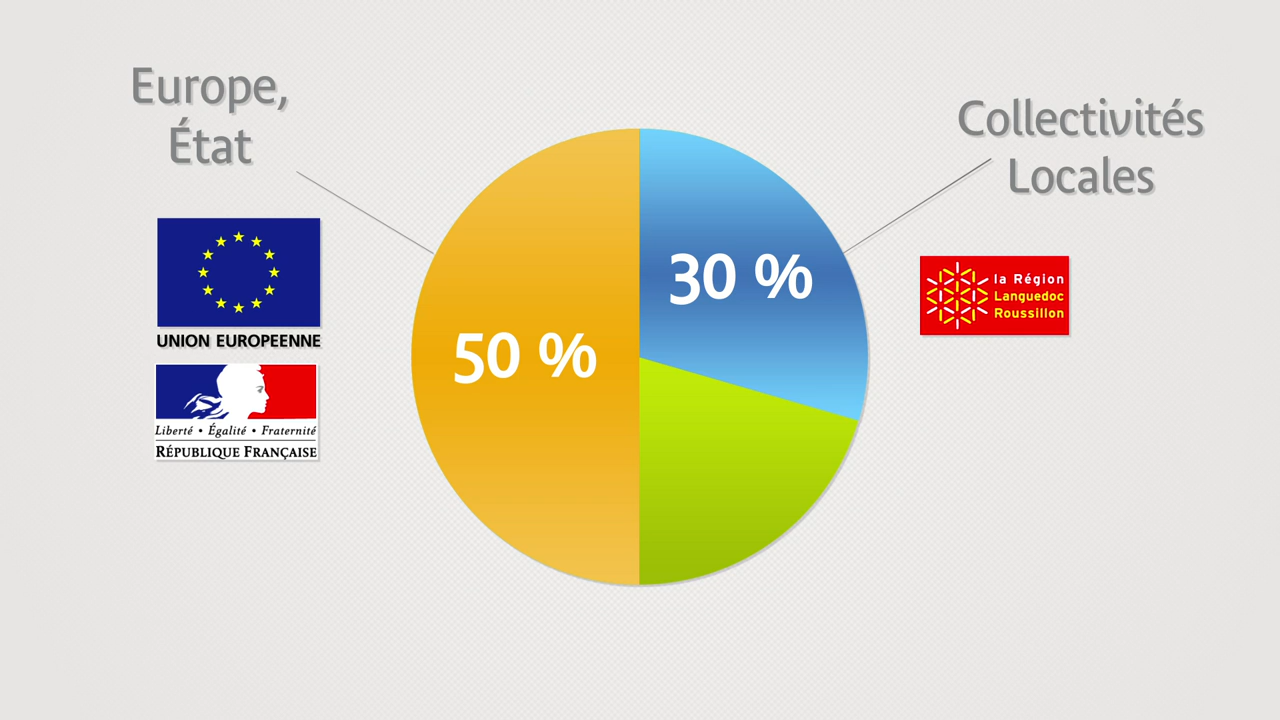 Europe,
État
UNION EUROPEENNE
Liberté • Égalité • Fraternité
RÉPUBLIQUE FRANÇAISE
50 %
30 %
Collectivités
Locales
la Région
Languedoc
Roussillon